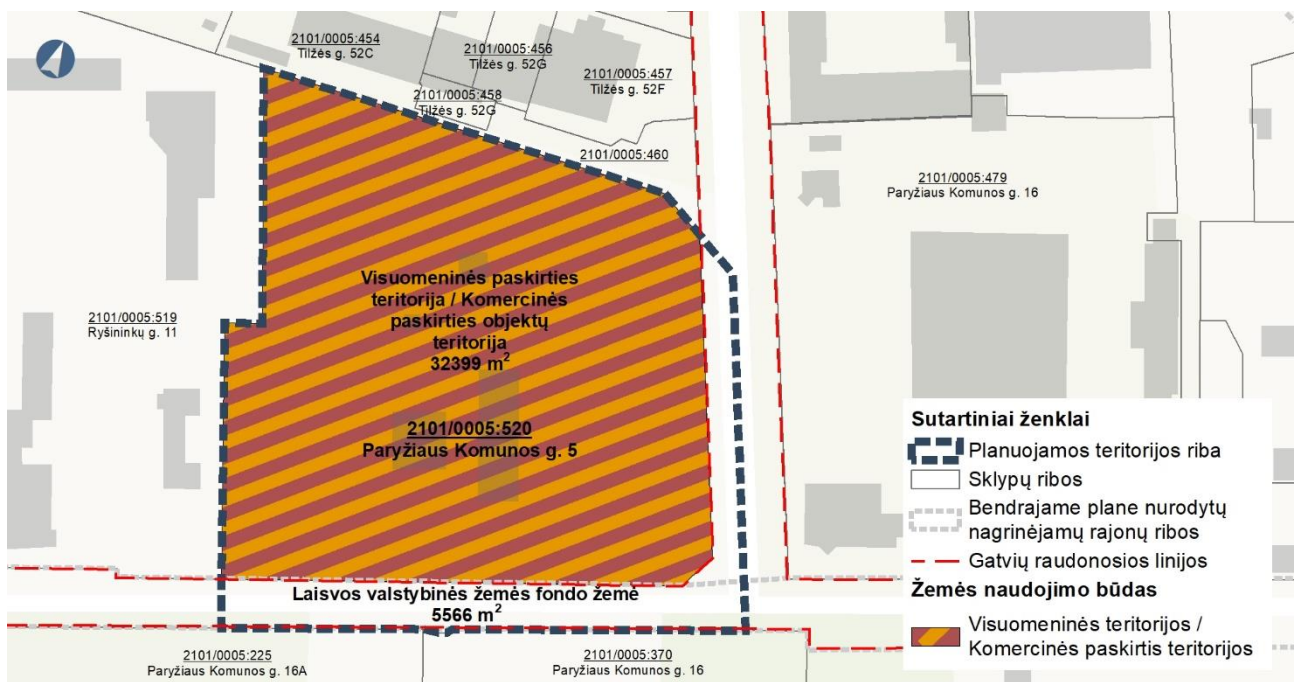 2101/0005:454
Tilžės g. 52C
2101/0005:456
Tilžės g. 52G
2101/0005:457
Tilžės g. 52F
2101/0005:458
Tilžės g. 52G
2101/0005:460
2101/0005:479
Paryžiaus Komunos g. 16
Visuomeninės paskirties
teritorija / Komercinės
paskirties objektų
teritorija
32399 m²
2101/0005:519
Ryšininkų g. 11
2101/0005:520
Paryžiaus Komunos g. 5
Laisvos valstybinės žemės fondo žemė
5566 m²
2101/0005:225
Paryžiaus Komunos g. 16A
2101/0005:370
Paryžiaus Komunos g. 16
Sutartiniai ženklai
Planuojamos teritorijos riba
Sklypų ribos
Bendrajame plane nurodytų
nagrinėjamų rajonų ribos
Gatvių raudonosios linijos
Žemės naudojimo būdas
Visuomeninės teritorijos /
Komercinės paskirtis teritorijos